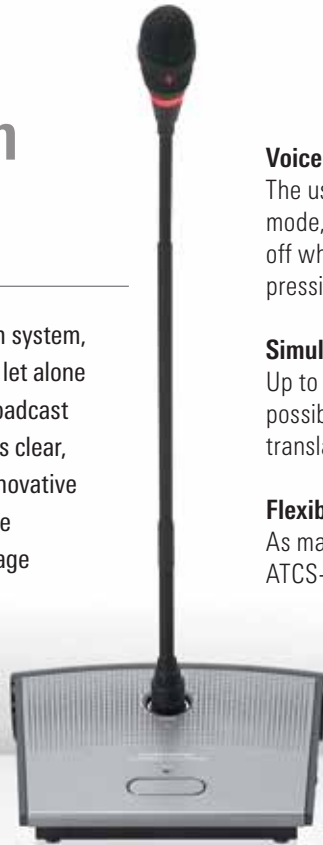 n system,
let alone
oadcast
s clear,
novative
e
age
Voice
The us
mode,
off wh
pressi
Simul
Up to
possib
transla
Flexib
As ma
ATCS-